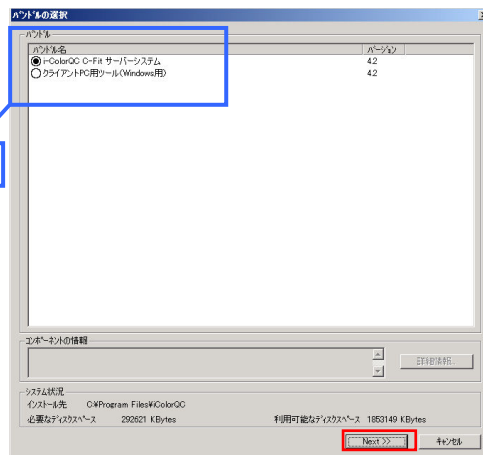 バンドルの選択
バンドル
バンドル名 バージョン
i-ColorQC C-Fit サーバーシステム 4.2
クライアントPC用ツール(Windows用) 4.2
コンポーネントの情報
詳細情報...
システム状況
インストール先 C:¥Program Files¥iColorQC
必要なディスクスペース 292621 KBytes 利用可能なディスクスペース 1853149 KBytes
Next >> キャンセル